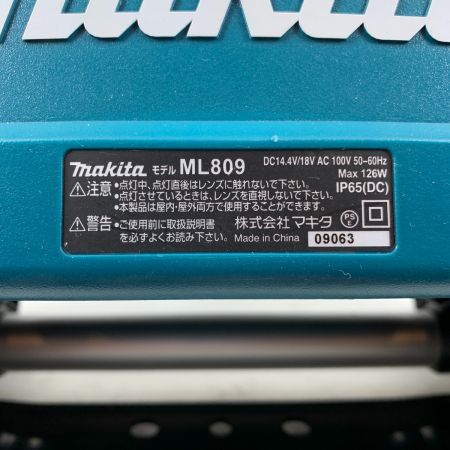 makita
makita モデル ML809 DC14.4V/18V AC 100V 50-60Hz
Max 126W
IP65(DC)
⚠注意 •点灯中、点灯直後はレンズに触れないで下さい。
•点灯させているときは、レンズを直視しないで下さい。
•本製品は屋内・屋外両方で使用することができます。
⚠警告 •ご使用前に取扱説明書
を必ずよくお読み下さい。
株式会社 マキタ PS
Made in China 09063